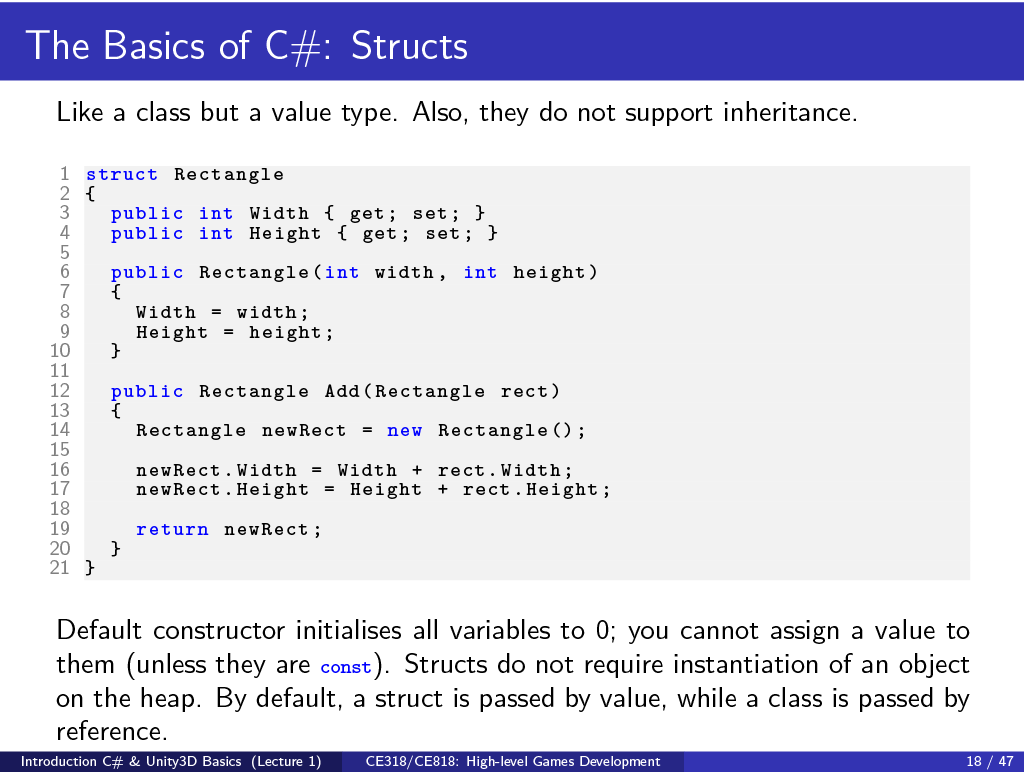 The Basics of C#: Structs
Like a class but a value type. Also, they do not support inheritance.
1 struct Rectangle
2 {
3 public int Width { get; set; }
4 public int Height { get; set; }
5
6 public Rectangle(int width, int height)
7 {
8 Width = width;
9 Height = height;
10 }
11
12 public Rectangle Add(Rectangle rect)
13 {
14 Rectangle newRect = new Rectangle();
15
16 newRect.Width = Width + rect.Width;
17 newRect.Height = Height + rect.Height;
18
19 return newRect;
20 }
21 }
Default constructor initialises all variables to 0; you cannot assign a value to
them (unless they are const). Structs do not require instantiation of an object
on the heap. By default, a struct is passed by value, while a class is passed by
reference.
Introduction C# & Unity3D Basics (Lecture 1) CE318/CE818: High-level Games Development 18 / 47